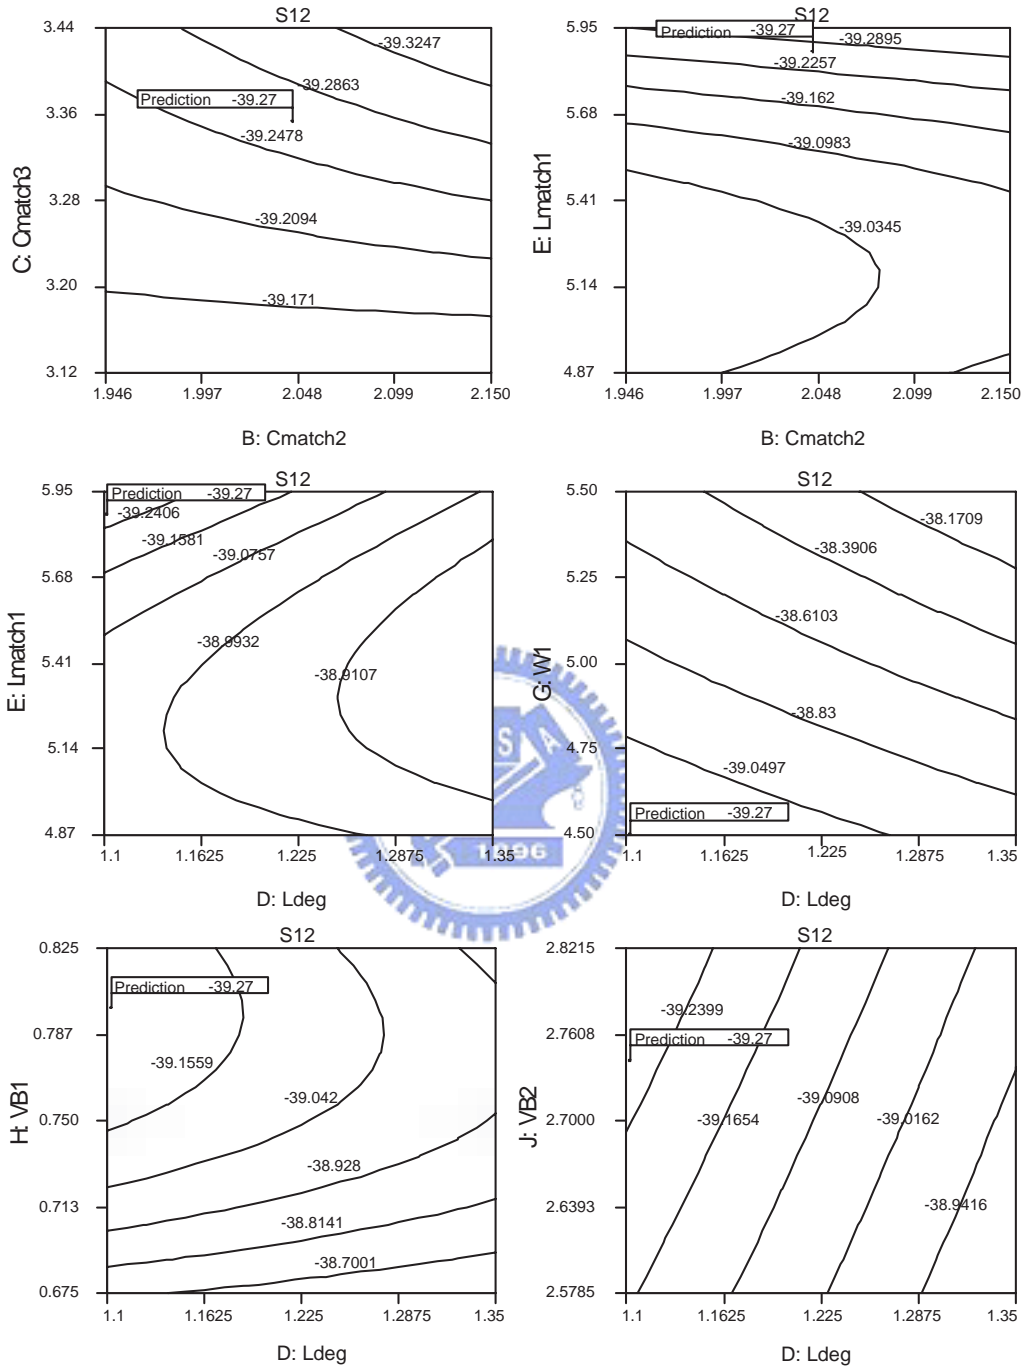 S12
3.44
3.36
3.28
3.20
3.12
C: Cmatch3
-39.3247
-39.2863
Prediction -39.27
-39.2478
-39.2094
-39.171
1.946 1.997 2.048 2.099 2.150
B: Cmatch2
S12
5.95
5.68
5.41
5.14
4.87
E: Lmatch1
Prediction -39.27
-39.2895
-39.2257
-39.162
-39.0983
-39.0345
1.946 1.997 2.048 2.099 2.150
B: Cmatch2
S12
5.95
5.68
5.41
5.14
4.87
E: Lmatch1
Prediction -39.27
-39.2406
-39.1581
-39.0757
-38.9932
-38.9107
1.1 1.1625 1.225 1.2875 1.35
D: Ldeg
S12
5.50
5.25
5.00
4.75
4.50
G: W1
-38.1709
-38.3906
-38.6103
-38.83
-39.0497
Prediction -39.27
1.1 1.1625 1.225 1.2875 1.35
D: Ldeg
S
A
1896
S12
0.825
0.787
0.750
0.713
0.675
H: VB1
Prediction -39.27
-39.1559
-39.042
-38.928
-38.8141
-38.7001
1.1 1.1625 1.225 1.2875 1.35
D: Ldeg
S12
2.8215
2.7608
2.7000
2.6393
2.5785
J: VB2
-39.2399
Prediction -39.27
-39.1654
-39.0908
-39.0162
-38.9416
1.1 1.1625 1.225 1.2875 1.35
D: Ldeg